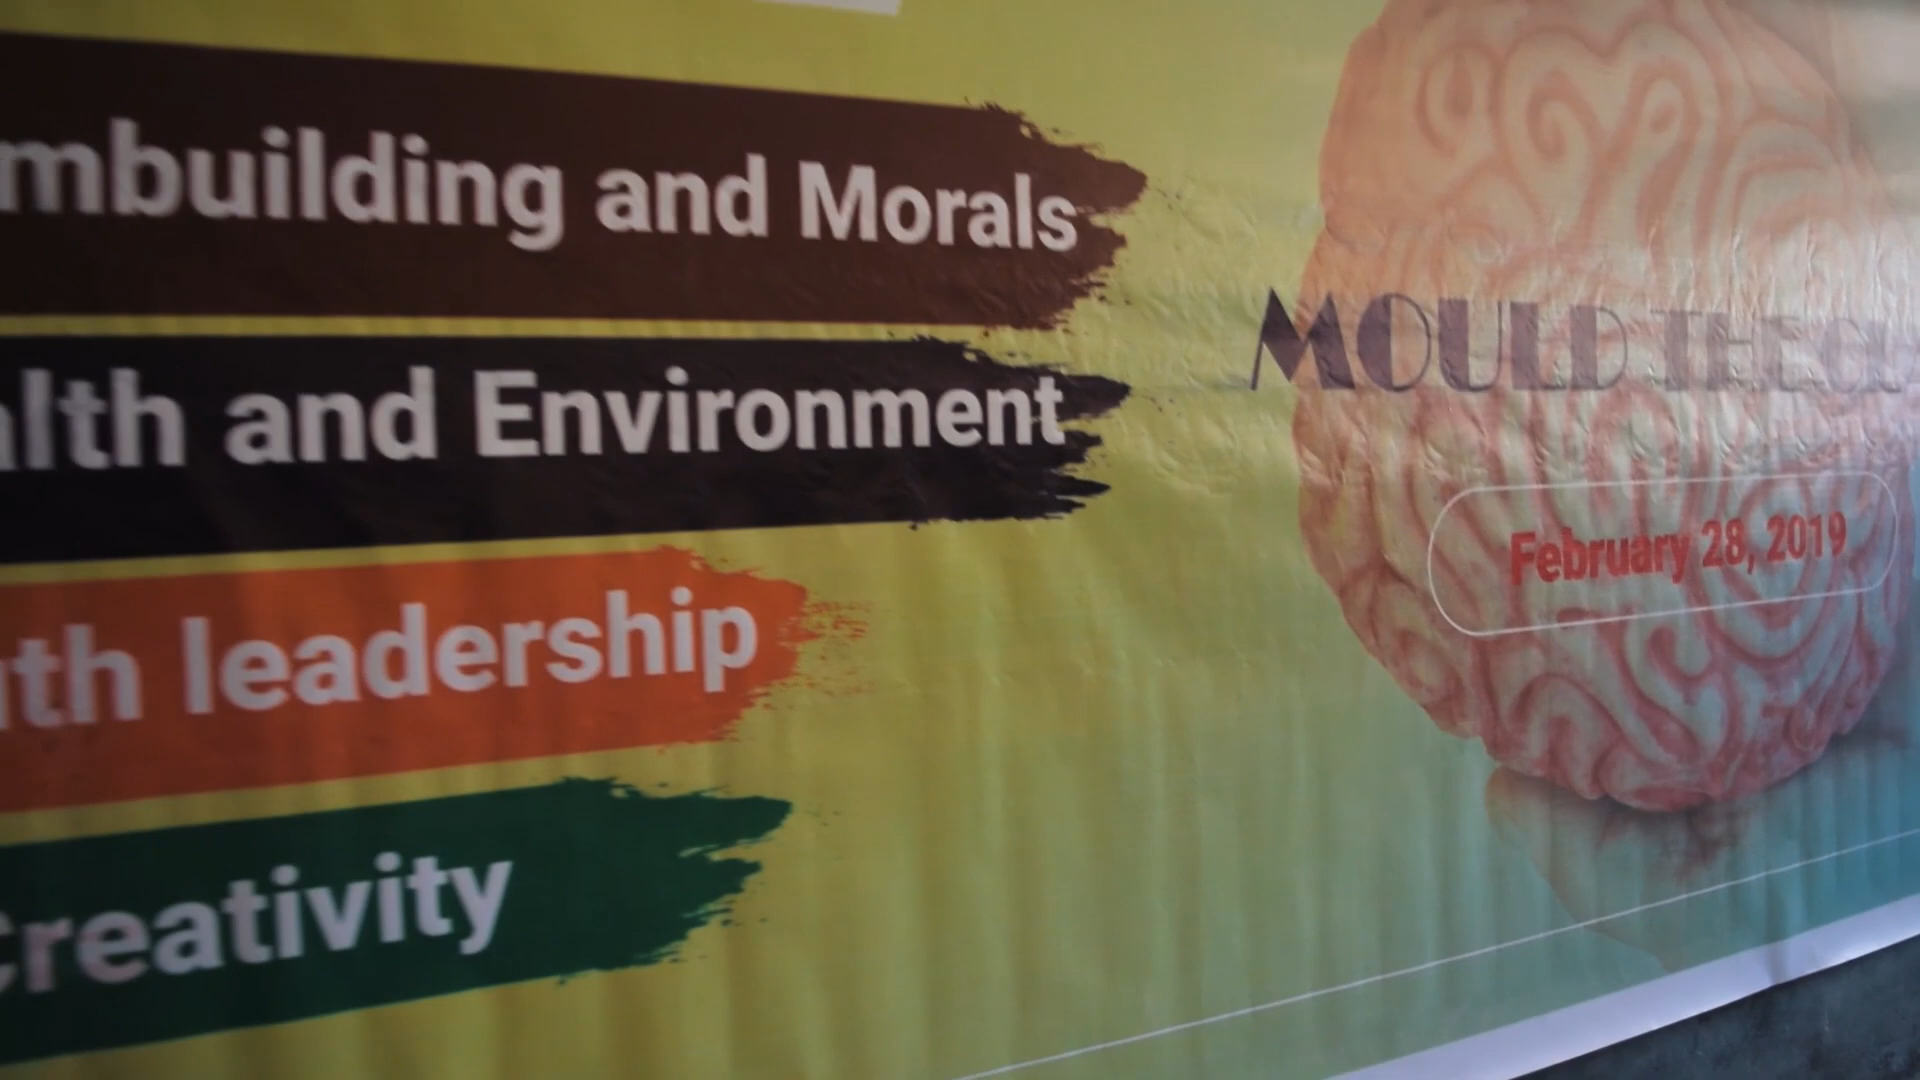 mbuilding and Morals
alth and Environment
uth leadership
Creativity
MOULD THE
February 28, 2019